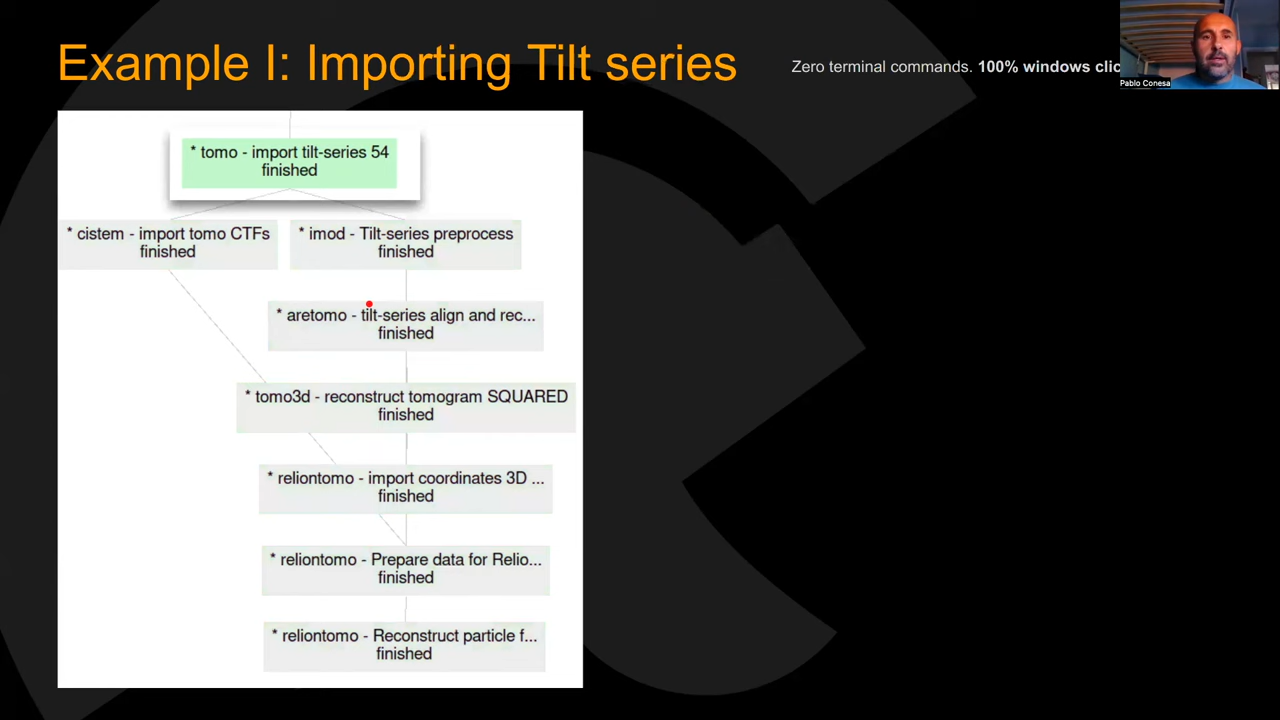 Example I: Importing Tilt series
Zero terminal commands. 100% windows clic
Pablo Conesa
* tomo - import tilt-series 54
finished
* cistem - import tomo CTFs
finished
* imod - Tilt-series preprocess
finished
* aretomo - tilt-series align and rec...
finished
* tomo3d - reconstruct tomogram SQUARED
finished
* reliontomo - import coordinates 3D ...
finished
* reliontomo - Prepare data for Relio...
finished
* reliontomo - Reconstruct particle f...
finished